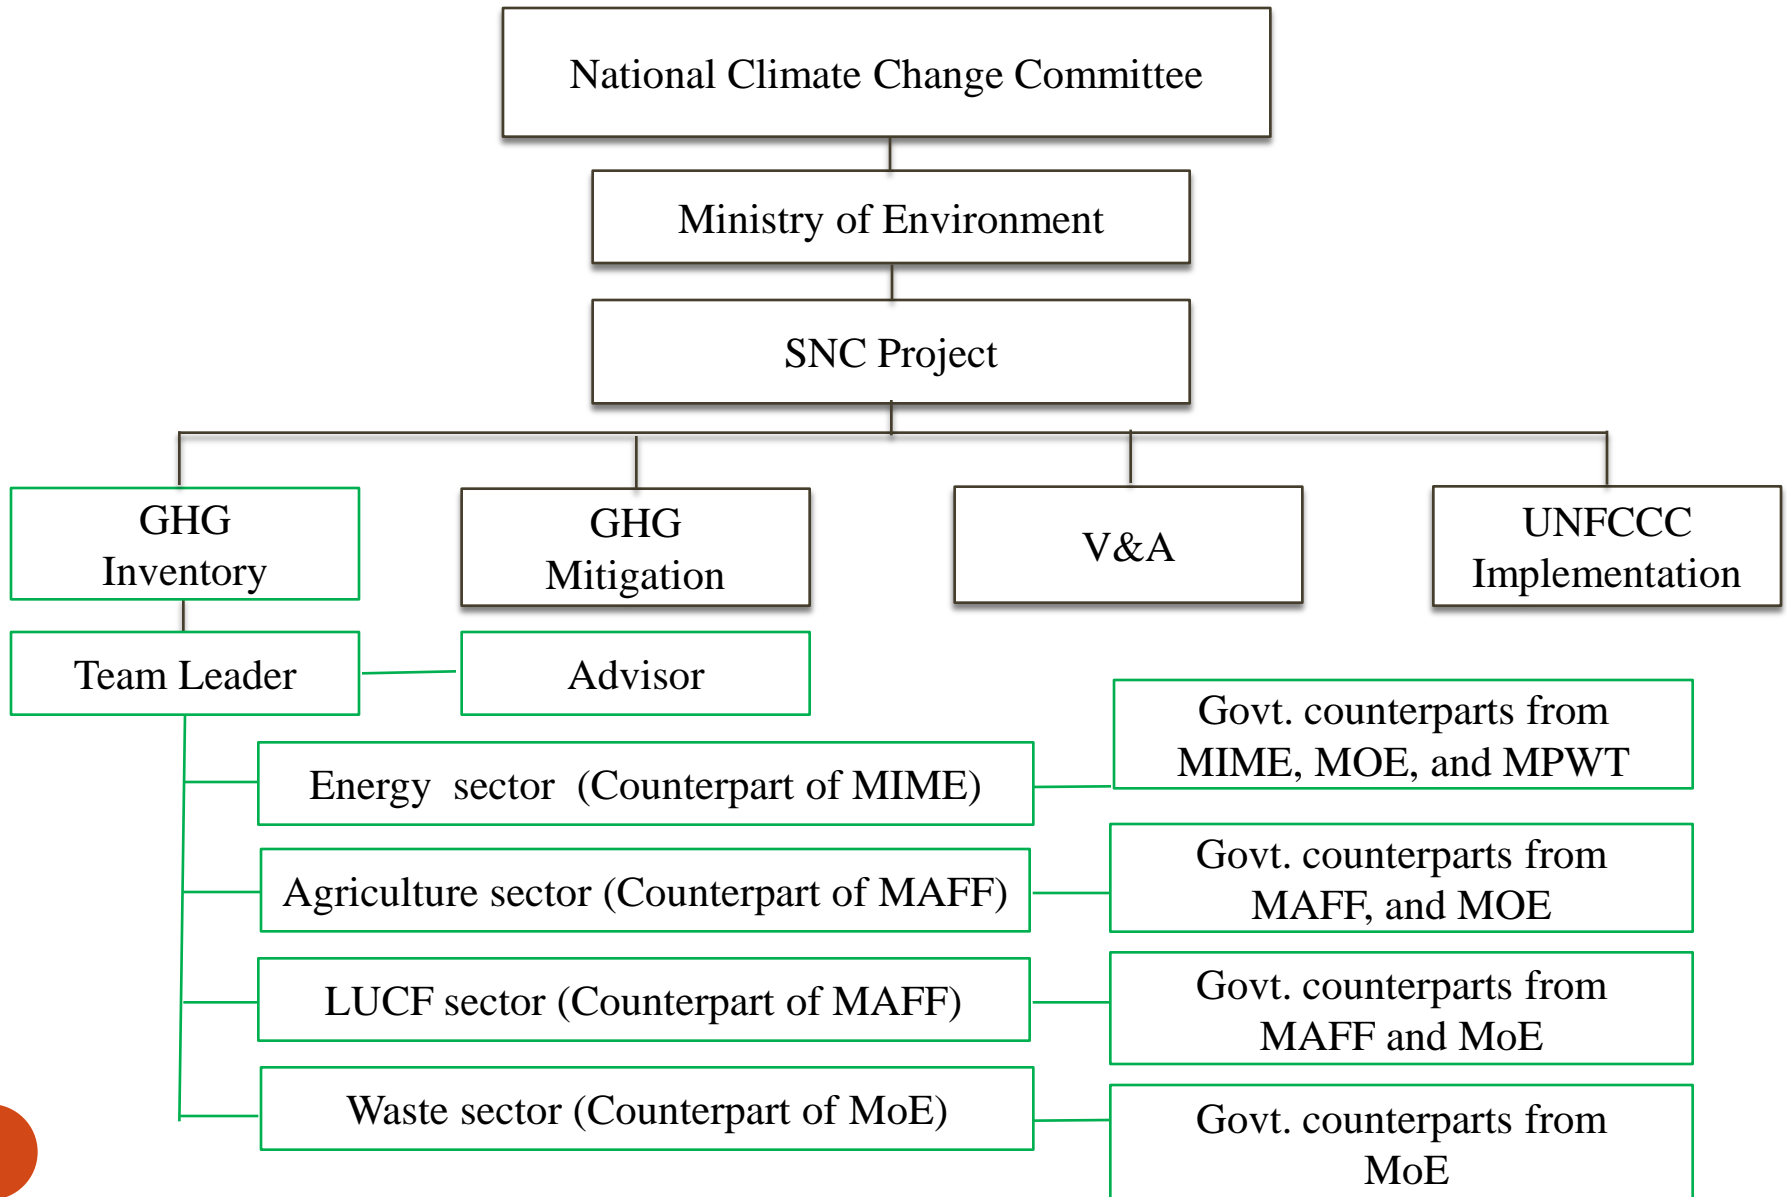 National Climate Change Committee
Ministry of Environment
SNC Project
GHG
Inventory
GHG
Mitigation
V&A
UNFCCC
Implementation
Team Leader
Advisor
Energy sector (Counterpart of MIME)
Govt. counterparts from
MIME, MOE, and MPWT
Agriculture sector (Counterpart of MAFF)
Govt. counterparts from
MAFF, and MOE
LUCF sector (Counterpart of MAFF)
Govt. counterparts from
MAFF and MoE
Waste sector (Counterpart of MoE)
Govt. counterparts from
MoE